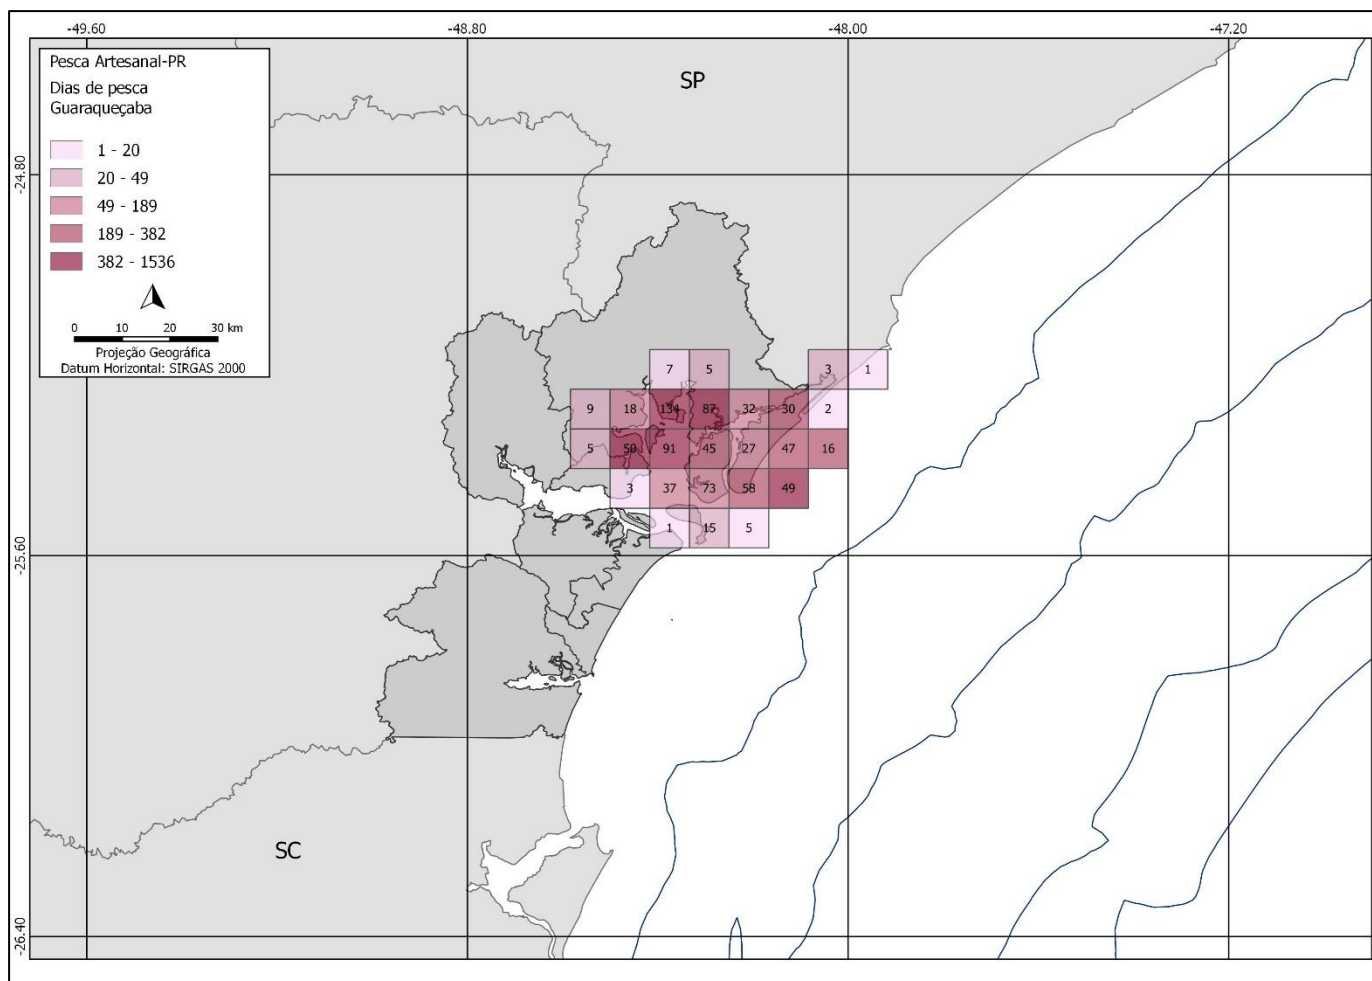 -49.60 -48.80 -48.00 -47.20
Pesca Artesanal-PR
Dias de pesca
Guaraqueçaba
1 - 20
20 - 49
49 - 189
189 - 382
382 - 1536
0 10 20 30 km
Projeção Geográfica
Datum Horizontal: SIRGAS 2000
SP
-24.80
7 5 3 1
9 18 134 87 32 30 2
5 50 91 45 27 47 16
3 37 73 58 49
1 15 5
-25.60
SC
-26.40